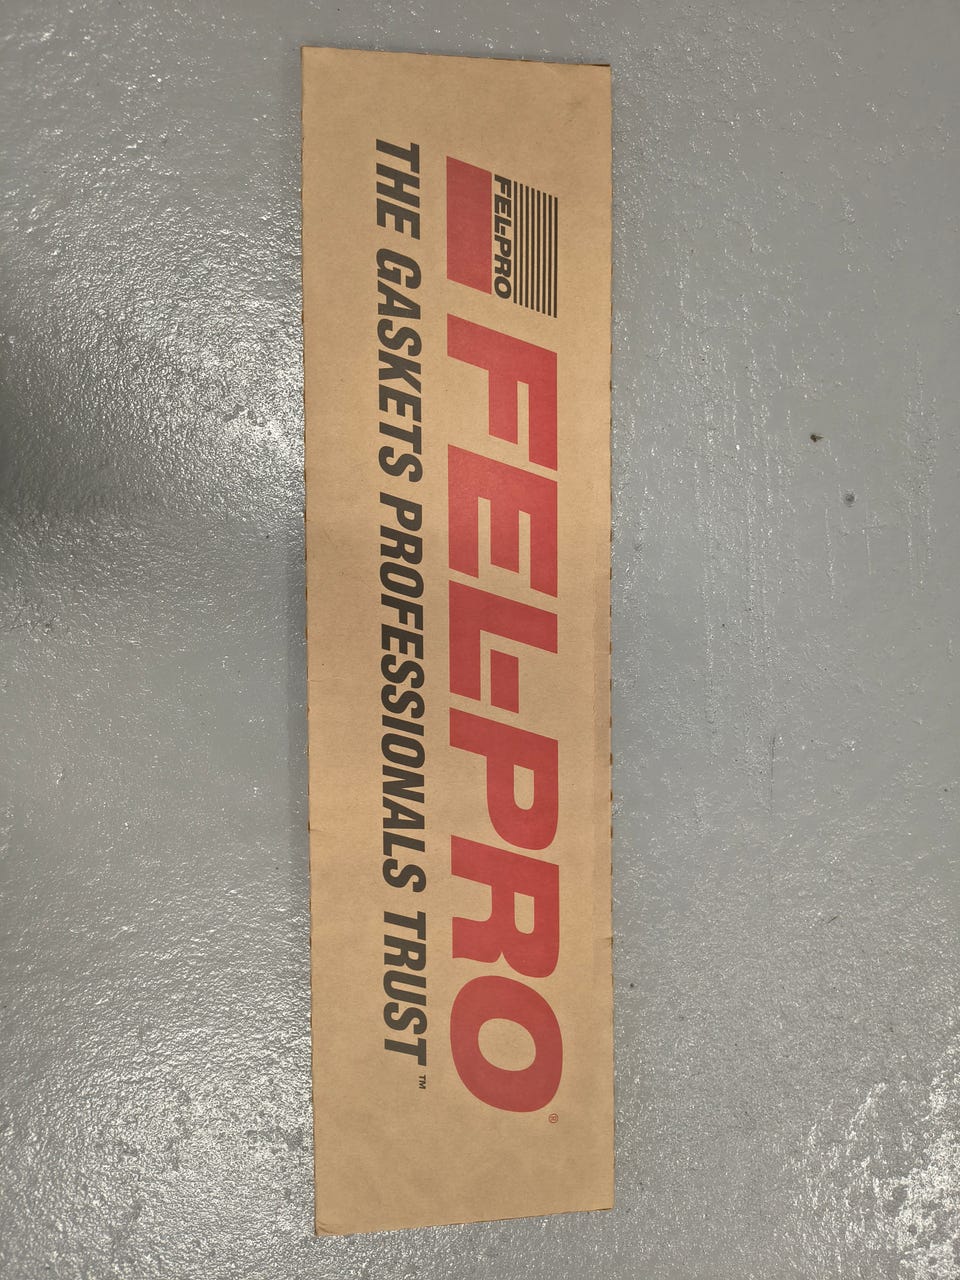 FEL-PRO
FEL-PRO®
THE GASKETS PROFESSIONALS TRUST™